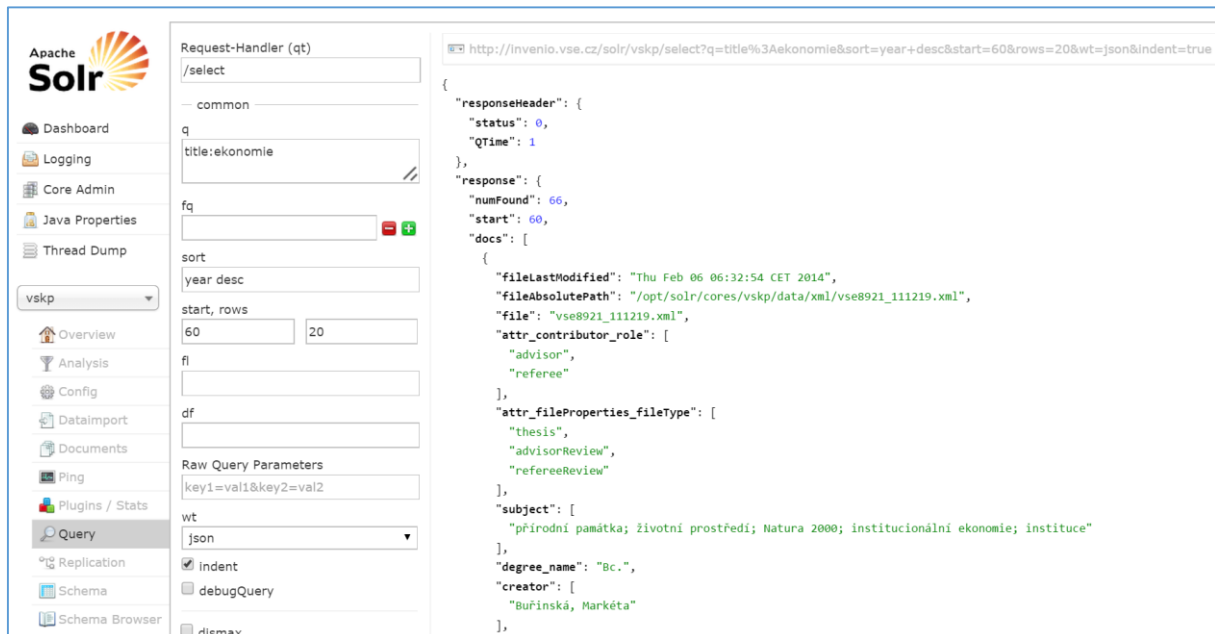 Apache
Solr
Dashboard
Logging
Core Admin
Java Properties
Thread Dump
vskp
Overview
Analysis
Config
Dataimport
Documents
Ping
Plugins / Stats
Query
Replication
Schema
Schema Browser
Request-Handler (qt)
/select
common
q
title:ekonomie
fq
sort
year desc
start, rows
60 20
fl
df
Raw Query Parameters
key1=val1&key2=val2
wt
json
indent
debugQuery
dismax
http://invenio.vse.cz/solr/vskp/select?q=title%3Aekonomie&sort=year+desc&start=60&rows=20&wt=json&indent=true
{
"responseHeader": {
"status": 0,
"QTime": 1
},
"response": {
"numFound": 66,
"start": 60,
"docs": [
{
"fileLastModified": "Thu Feb 06 06:32:54 CET 2014",
"fileAbsolutePath": "/opt/solr/cores/vskp/data/xml/vse8921_111219.xml",
"file": "vse8921_111219.xml",
"attr_contributor_role": [
"advisor",
"referee"
],
"attr_fileProperties_fileType": [
"thesis",
"advisorReview",
"refereeReview"
],
"subject": [
"přírodní památka; životní prostředí; Natura 2000; institucionální ekonomie; instituce"
],
"degree_name": "Bc.",
"creator": [
"Buřinská, Markéta"
],